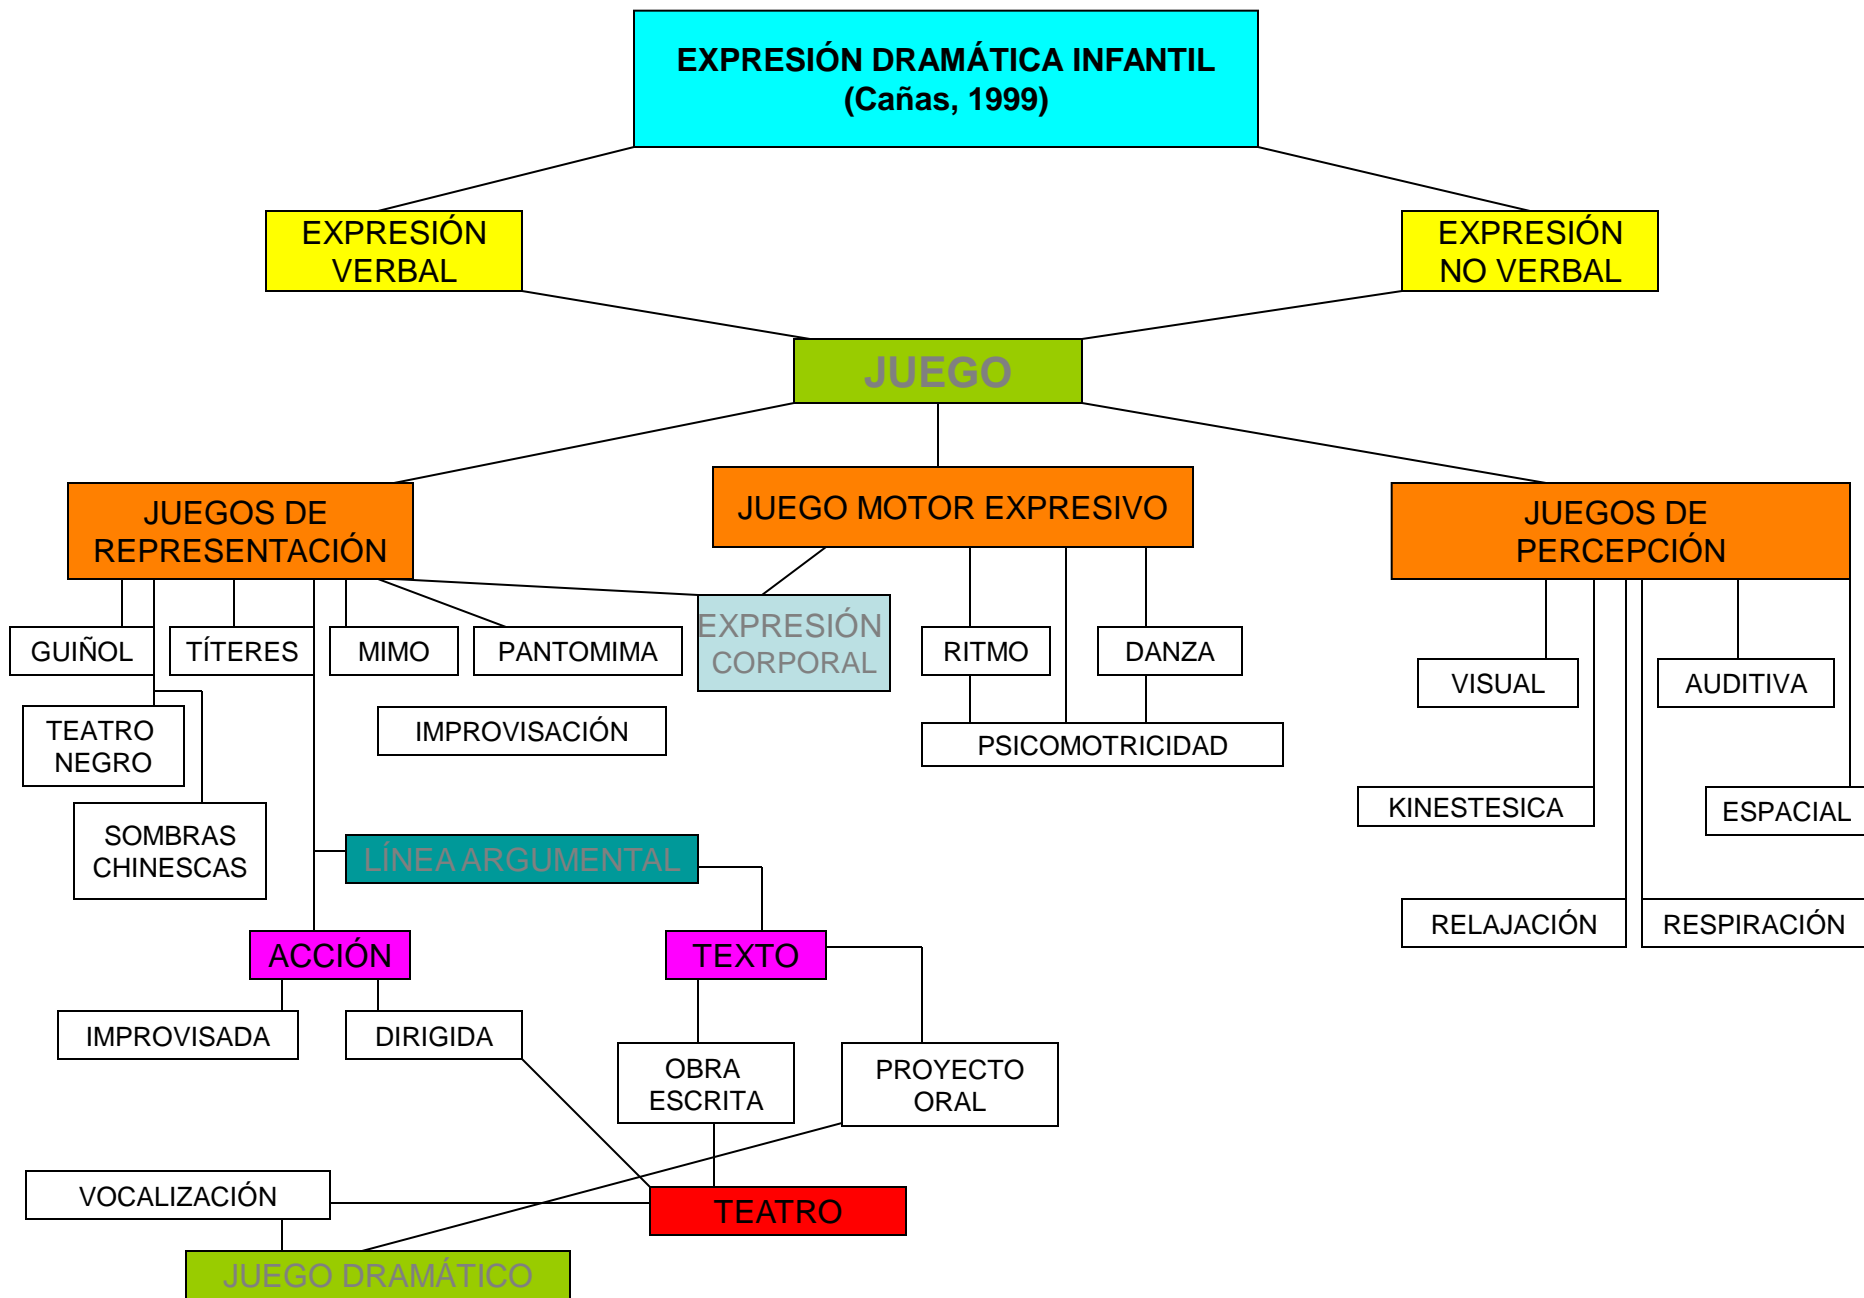 EXPRESIÓN DRAMÁTICA INFANTIL
(Cañas, 1999)
EXPRESIÓN
VERBAL
EXPRESIÓN
NO VERBAL
JUEGO
JUEGOS DE
REPRESENTACIÓN
JUEGO MOTOR EXPRESIVO
JUEGOS DE
PERCEPCIÓN
GUIÑOL
TÍTERES
MIMO
PANTOMIMA
EXPRESIÓN
CORPORAL
RITMO
DANZA
VISUAL
AUDITIVA
TEATRO
NEGRO
IMPROVISACIÓN
PSICOMOTRICIDAD
KINESTESICA
ESPACIAL
SOMBRAS
CHINESCAS
LÍNEA ARGUMENTAL
RELAJACIÓN
RESPIRACIÓN
ACCIÓN
TEXTO
IMPROVISADA
DIRIGIDA
OBRA
ESCRITA
PROYECTO
ORAL
VOCALIZACIÓN
TEATRO
JUEGO DRAMÁTICO